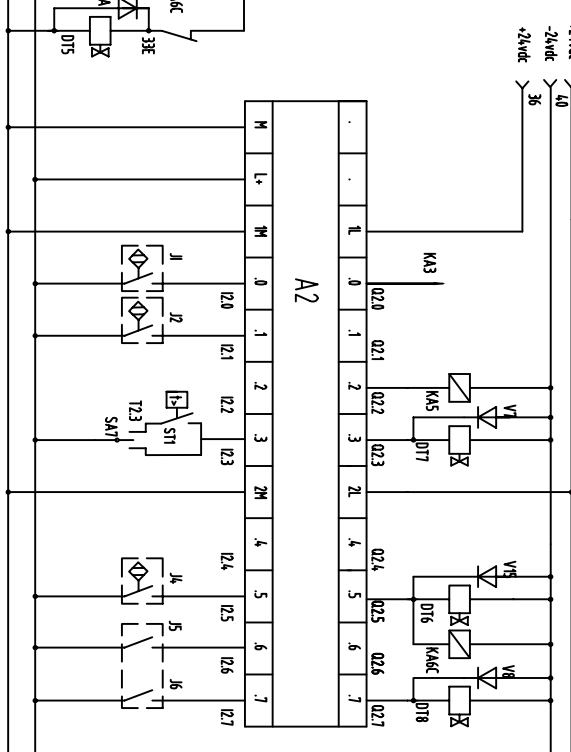 DT5
33E
6C
A
+24vdc
-24vdc
36
40
M
L+
1M
.0
.1
.2
.3
2M
.4
.5
.6
.7
.
.
1L
.0
.1
.2
.3
2L
.4
.5
.6
.7
A2
J1
I2.0
J2
I2.1
I2.2
T2.3
SA7
ST1
I2.3
I2.4
J4
I2.5
J5
I2.6
J6
I2.7
KA3
Q2.0
Q2.1
Q2.2
KA5
V7
Q2.3
DT7
Q2.4
V15
Q2.5
DT6
Q2.6
KA6C
V8
Q2.7
DT8